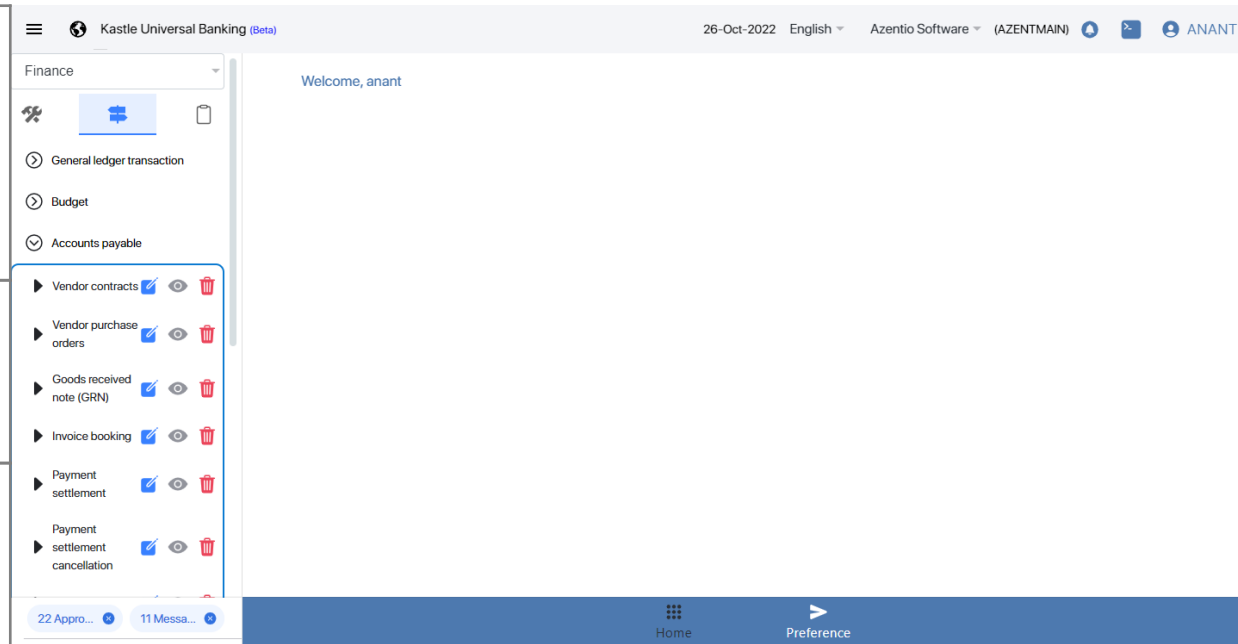 Kastle Universal Banking (Beta)
26-Oct-2022 English Azentio Software (AZENTMAIN) ANANT
Finance
Welcome, anant
General ledger transaction
Budget
Accounts payable
Vendor contracts
Vendor purchase
orders
Goods received
note (GRN)
Invoice booking
Payment
settlement
Payment
settlement
cancellation
22 Appro... 11 Messa...
Home Preference